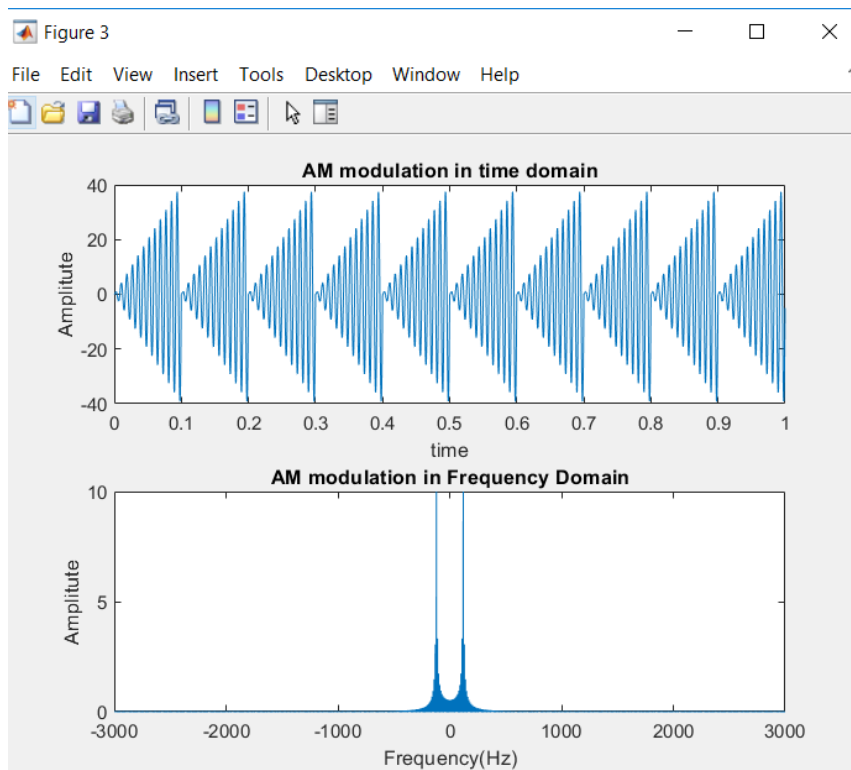 Figure 3
File Edit View Insert Tools Desktop Window Help
AM modulation in time domain
40
20
0
-20
-40
Amplitute
0 0.1 0.2 0.3 0.4 0.5 0.6 0.7 0.8 0.9 1
time
AM modulation in Frequency Domain
10
5
0
Amplitute
-3000 -2000 -1000 0 1000 2000 3000
Frequency(Hz)